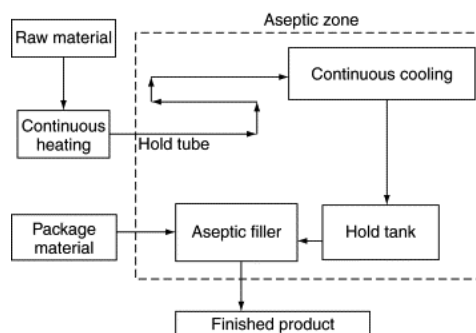 Aseptic zone
Raw material
Continuous cooling
Continuous
heating
Hold tube
Package
material
Aseptic filler
Hold tank
Finished product